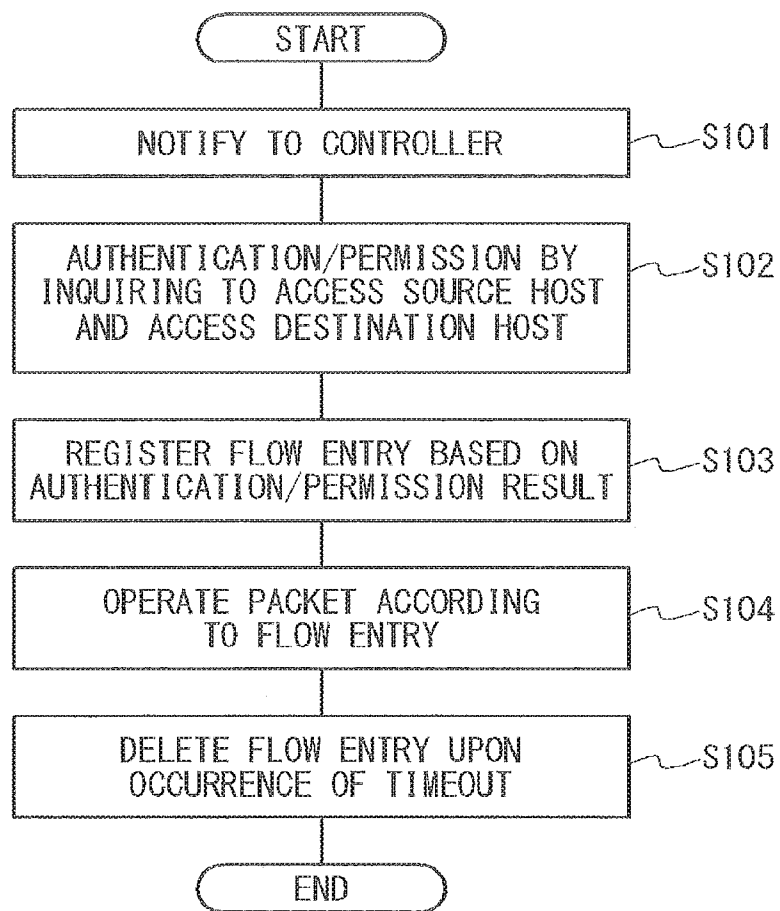 START
NOTIFY TO CONTROLLER
S101
AUTHENTICATION/PERMISSION BY
INQUIRING TO ACCESS SOURCE HOST
AND ACCESS DESTINATION HOST
S102
REGISTER FLOW ENTRY BASED ON
AUTHENTICATION/PERMISSION RESULT
S103
OPERATE PACKET ACCORDING
TO FLOW ENTRY
S104
DELETE FLOW ENTRY UPON
OCCURRENCE OF TIMEOUT
S105
END